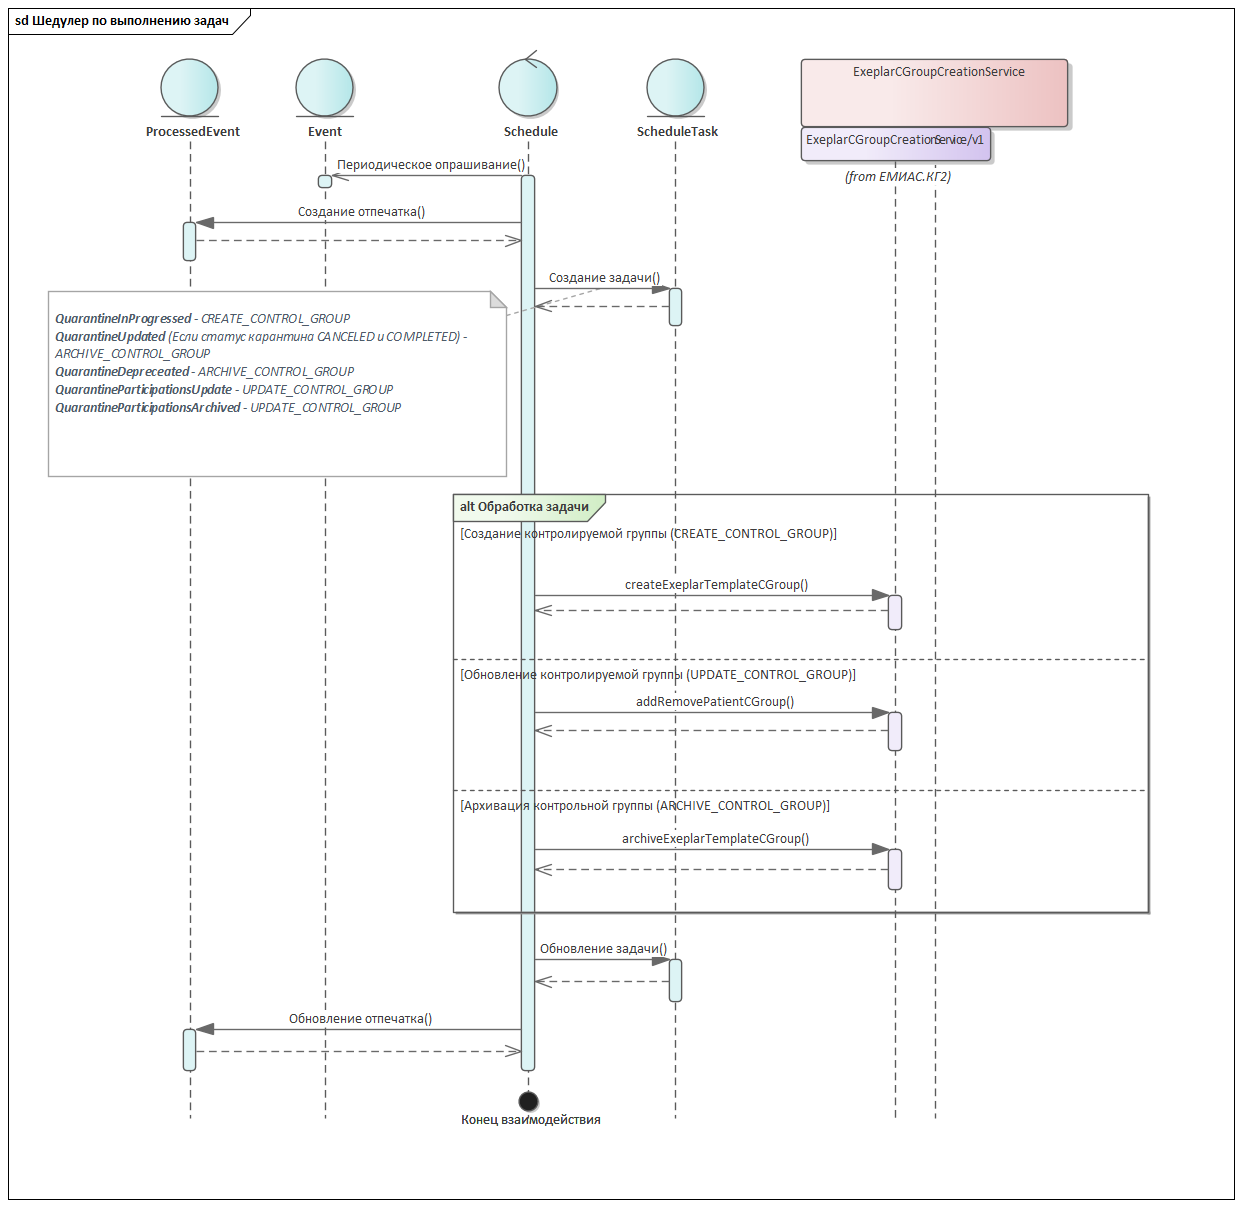 sd Шедулер по выполнению задач
ExeplarCGroupCreationService
ProcessedEvent
Event
Schedule
ScheduleTask
ExeplarCGroupCreationService/v1
(from ЕМИАС.КГ2)
Периодическое опрашивание()
Создание отпечатка()
Создание задачи()
QuarantineInProgressed - CREATE_CONTROL_GROUP
QuarantineUpdated (Если статус карантина CANCELED и COMPLETED) -
ARCHIVE_CONTROL_GROUP
QuarantineDepreceated - ARCHIVE_CONTROL_GROUP
QuarantineParticipationsUpdate - UPDATE_CONTROL_GROUP
QuarantineParticipationsArchived - UPDATE_CONTROL_GROUP
alt Обработка задачи
[Создание контролируемой группы (CREATE_CONTROL_GROUP)]
createExeplarTemplateCGroup()
[Обновление контролируемой группы (UPDATE_CONTROL_GROUP)]
addRemovePatientCGroup()
[Архивация контрольной группы (ARCHIVE_CONTROL_GROUP)]
archiveExeplarTemplateCGroup()
Обновление задачи()
Обновление отпечатка()
Конец взаимодействия